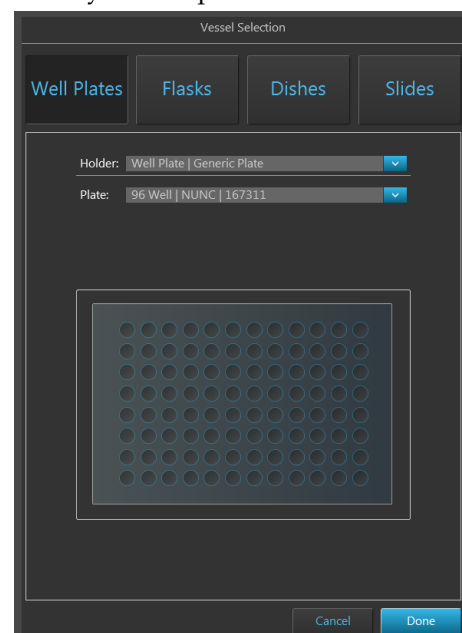 Vessel Selection
Well Plates Flasks Dishes Slides
Holder: Well Plate | Generic Plate
Plate: 96 Well | NUNC | 167311
Cancel Done